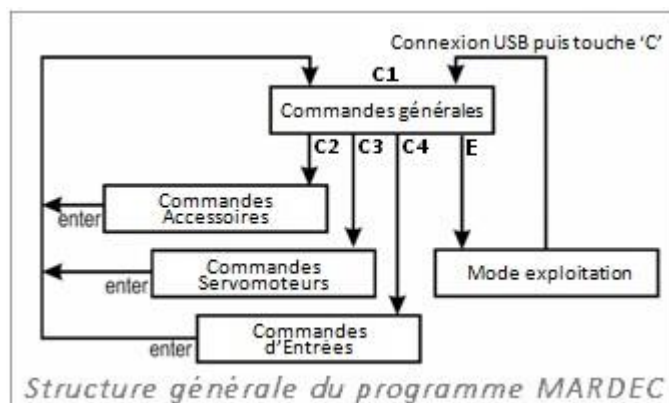 Connexion USB puis touche ‘C’
C1
Commandes générales
C2
C3
C4
E
Commandes
Accessoires
enter
Commandes
Servomoteurs
enter
Mode exploitation
Commandes
d’Entrées
enter
Structure générale du programme MARDEC